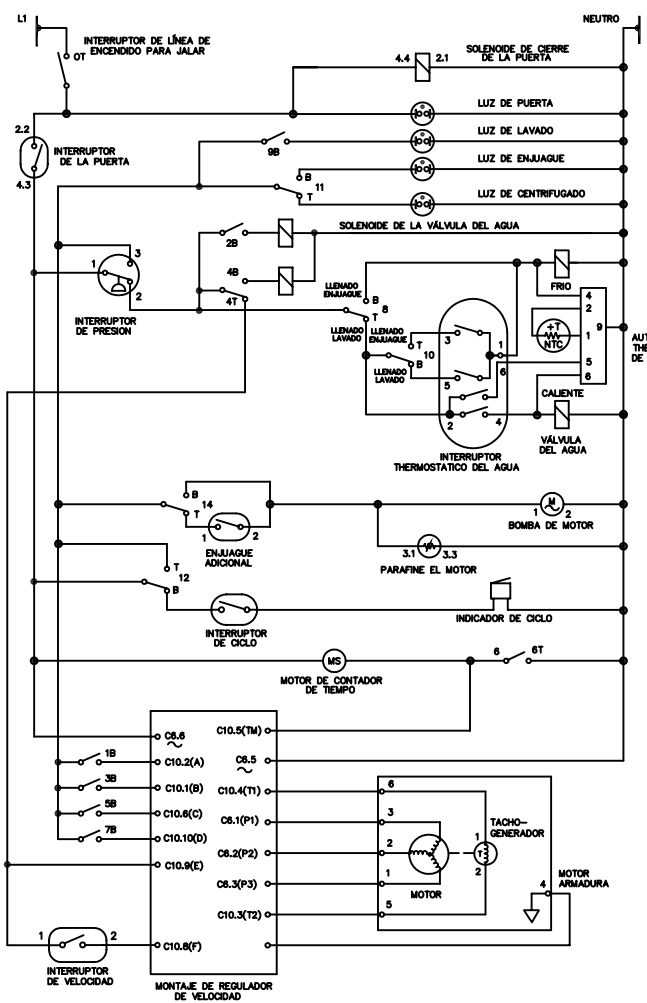 L1
NEUTRO
INTERRUPTOR DE LÍNEA DE
ENCENDIDO PARA JALAR
OT
SOLENOIDE DE CIERRE
DE LA PUERTA
4.4
2.1
LUZ DE PUERTA
2.2
INTERRUPTOR
DE LA PUERTA
4.3
LUZ DE LAVADO
9B
LUZ DE ENJUAGUE
B
11
T
LUZ DE CENTRIFUGADO
SOLENOIDE DE LA VÁLVULA DEL AGUA
2B
3
1
2
4B
4T
INTERRUPTOR
DE PRESION
LLENADO
ENJUAGUE
B
8
T
LLENADO
LAVADO
LLENADO
ENJUAGUE
T
10
B
LLENADO
LAVADO
3
1
5
6
2
4
INTERRUPTOR
THERMOSTATICO DEL AGUA
FRIO
4
2
+T
NTC
1
9
5
6
AUT
THE
DE
CALIENTE
VÁLVULA
DEL AGUA
B
14
T
1
2
ENJUAGUE
ADICIONAL
M
1
2
BOMBA DE MOTOR
3.1
3.3
PARAFINE EL MOTOR
T
12
B
INTERRUPTOR
DE CICLO
INDICADOR DE CICLO
MS
MOTOR DE CONTADOR
DE TIEMPO
6
6T
C6.6
C10.5(TM)
1B
C10.2(A)
C6.5
3B
C10.1(B)
C10.4(T1)
6
5B
C10.6(C)
C6.1(P1)
3
7B
C10.10(D)
C6.2(P2)
2
C10.9(E)
C6.3(P3)
1
C10.3(T2)
5
TACHO-
GENERADOR
1
T
2
MOTOR
MOTOR
ARMADURA
4
1
2
C10.8(F)
INTERRUPTOR
DE VELOCIDAD
MONTAJE DE REGULADOR
DE VELOCIDAD